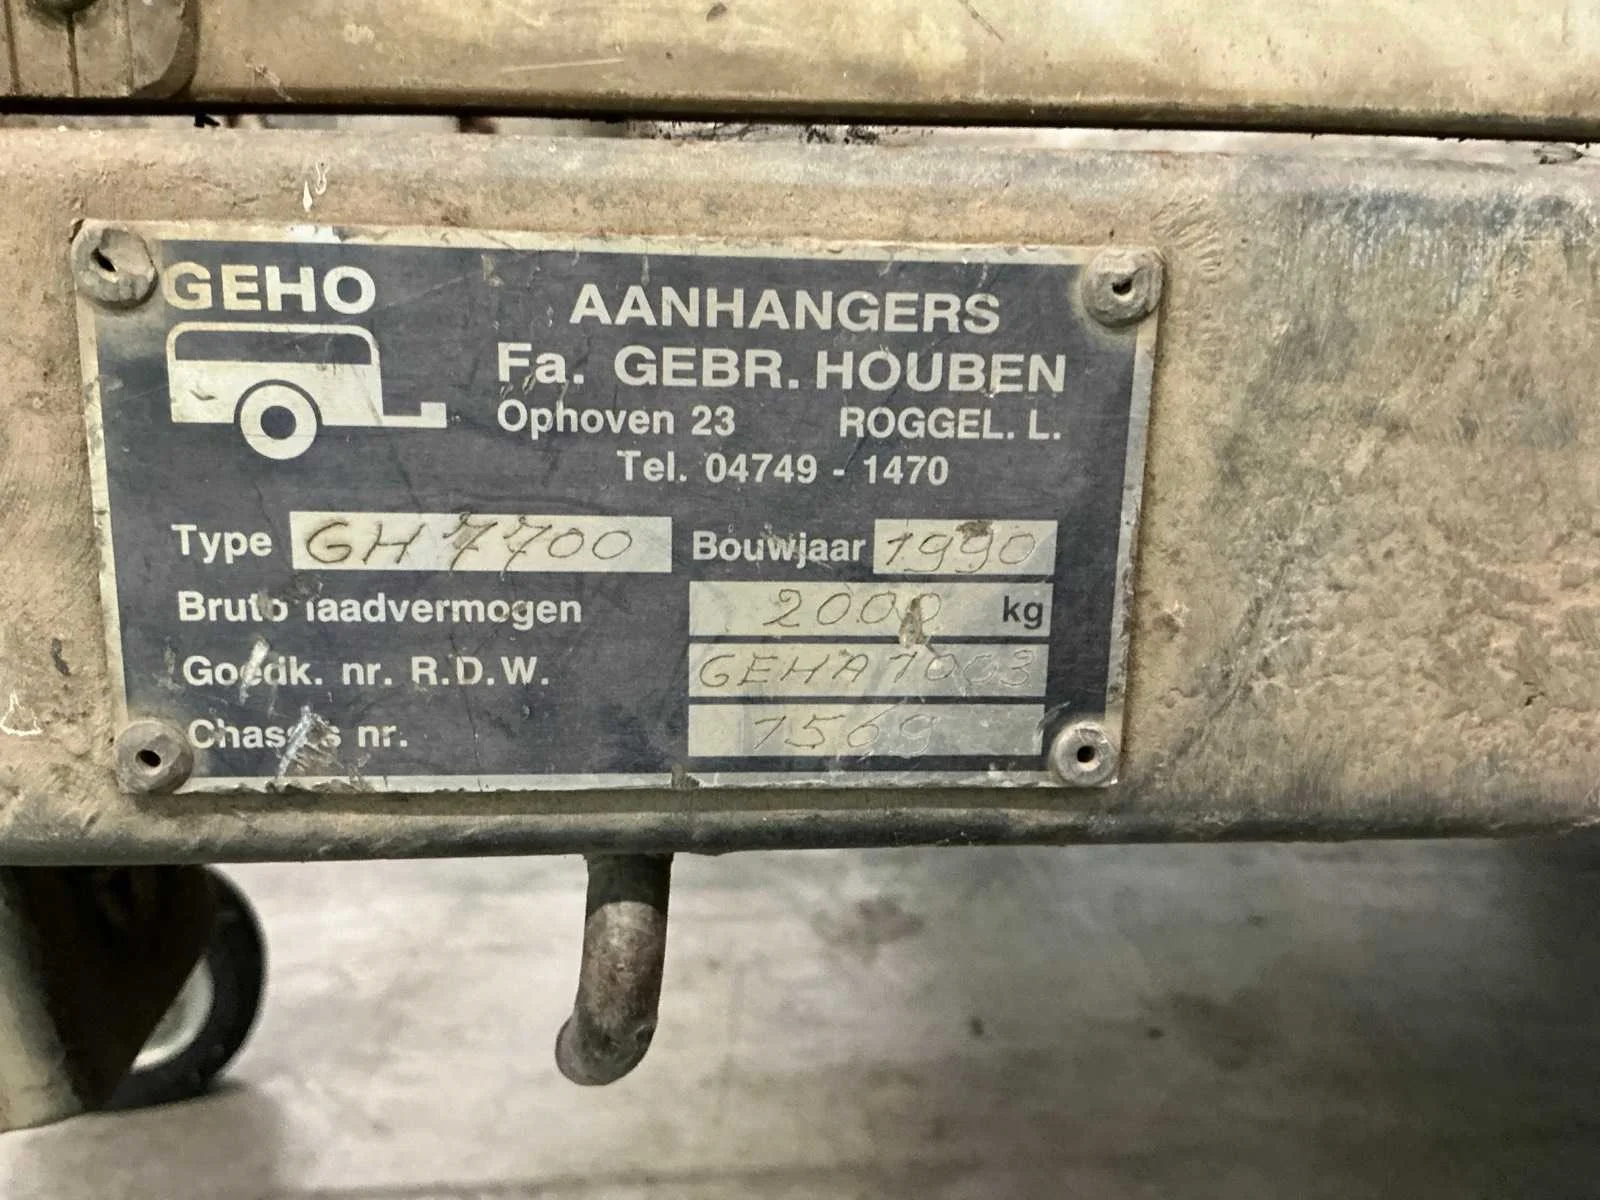 GEHO
AANHANGERS
Fa. GEBR. HOUBEN
Ophoven 23 ROGGEL. L.
Tel. 04749 - 1470
Type GH 7700 Bouwjaar 1990
Bruto laadvermogen 2000 kg
Goedk. nr. R.D.W. GEHA 1003
Chassis nr. 1569